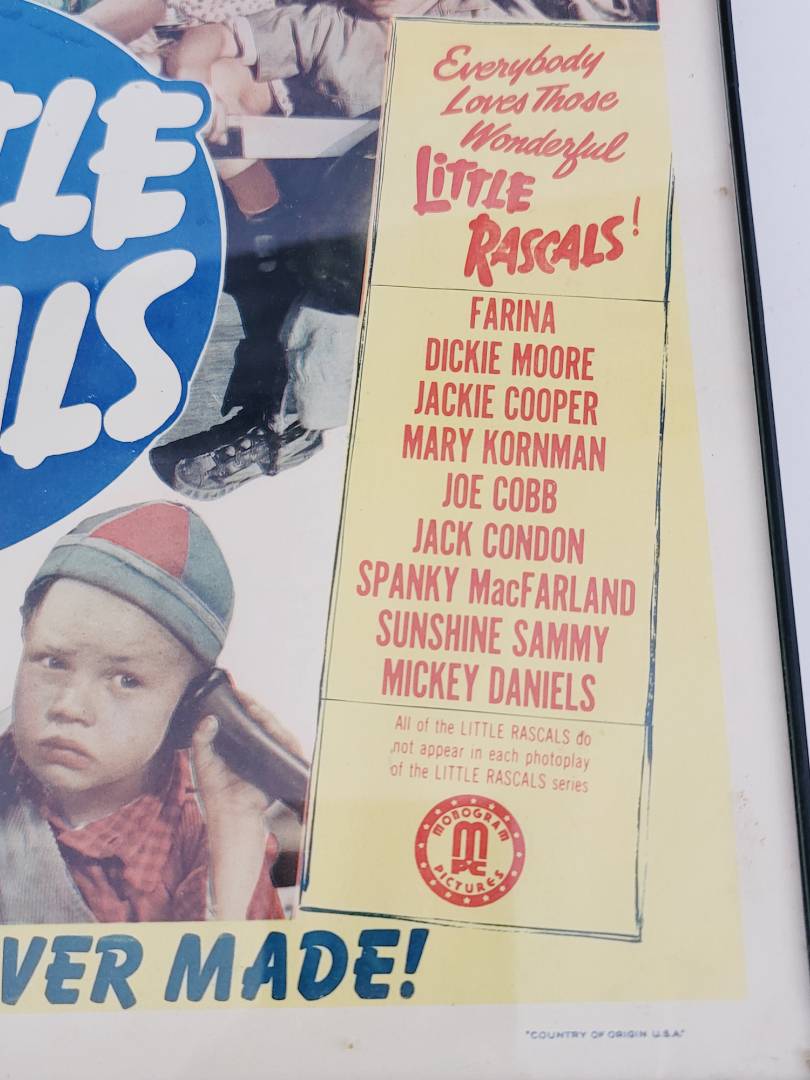 TLE
LS
Everybody
Loves Those
Wonderful
LITTLE
RASCALS!
FARINA
DICKIE MOORE
JACKIE COOPER
MARY KORNMAN
JOE COBB
JACK CONDON
SPANKY MacFARLAND
SUNSHINE SAMMY
MICKEY DANIELS
All of the LITTLE RASCALS do
not appear in each photoplay
of the LITTLE RASCALS series
MONOGRAM
M
P C
PICTURES
VER MADE!
"COUNTRY OF ORIGIN U.S.A."